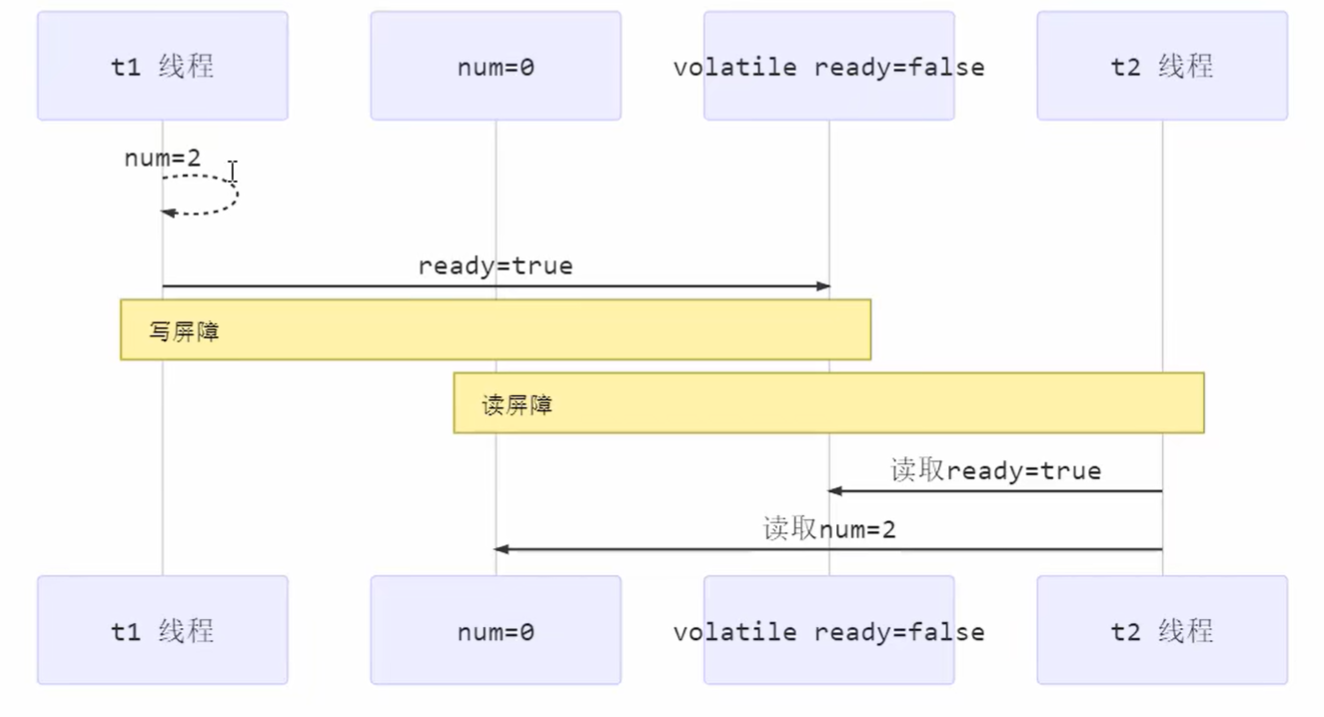 t1 线程
num=0
volatile ready=false
t2 线程
num=2
ready=true
写屏障
读屏障
读取ready=true
读取num=2
t1 线程
num=0
volatile ready=false
t2 线程